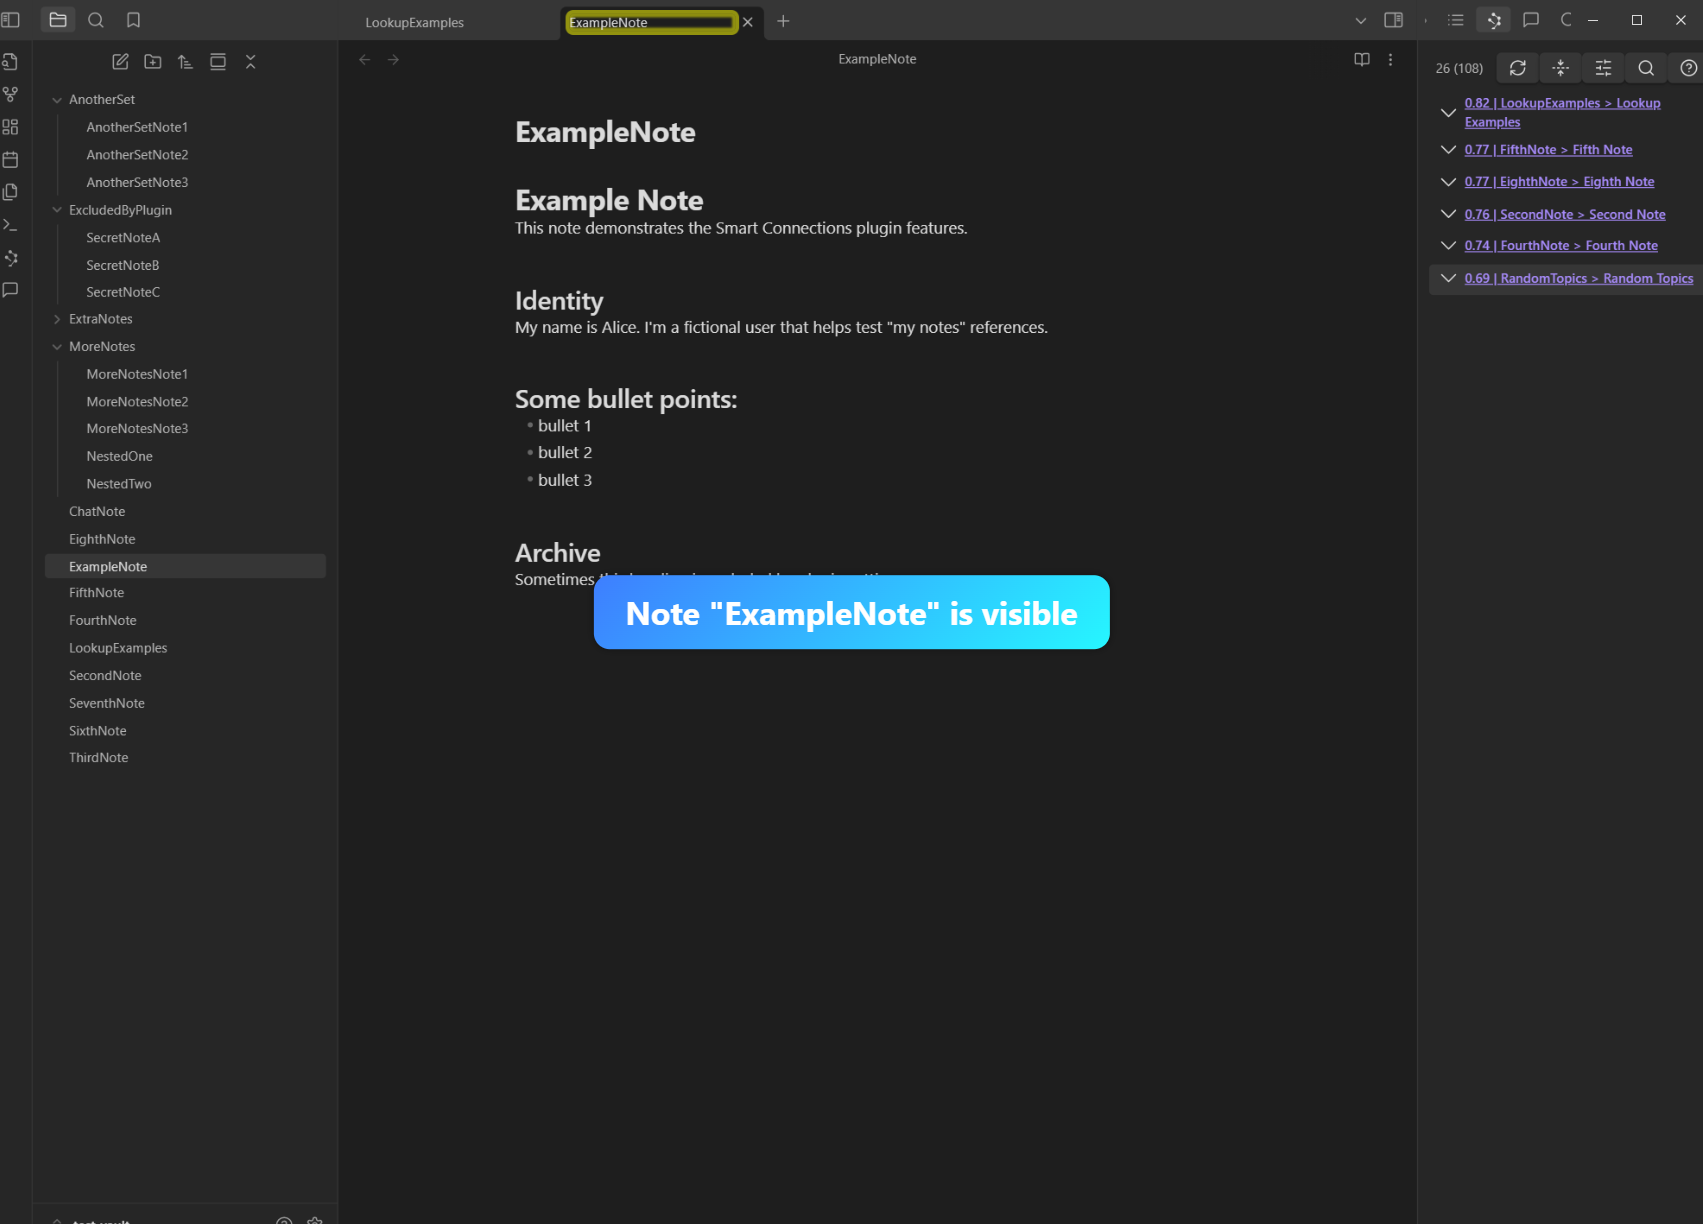 LookupExamples
ExampleNote
ExampleNote
26 (108)
AnotherSet
AnotherSetNote1
AnotherSetNote2
AnotherSetNote3
ExcludedByPlugin
SecretNoteA
SecretNoteB
SecretNoteC
ExtraNotes
MoreNotes
MoreNotesNote1
MoreNotesNote2
MoreNotesNote3
NestedOne
NestedTwo
ChatNote
EighthNote
ExampleNote
FifthNote
FourthNote
LookupExamples
SecondNote
SeventhNote
SixthNote
ThirdNote
ExampleNote
Example Note
This note demonstrates the Smart Connections plugin features.
Identity
My name is Alice. I'm a fictional user that helps test "my notes" references.
Some bullet points:
bullet 1
bullet 2
bullet 3
Archive
Sometimes
Note "ExampleNote" is visible
0.82 | LookupExamples > Lookup
Examples
0.77 | FifthNote > Fifth Note
0.77 | EighthNote > Eighth Note
0.76 | SecondNote > Second Note
0.74 | FourthNote > Fourth Note
0.69 | RandomTopics > Random Topics